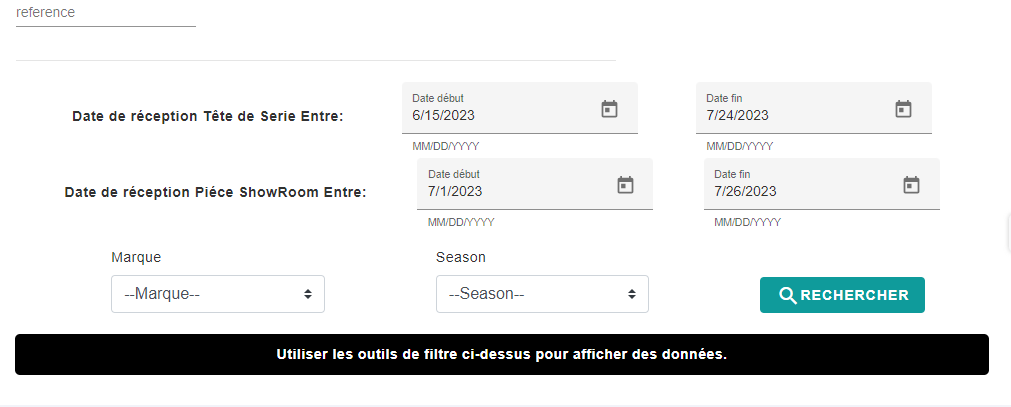 reference
Date de réception Tête de Serie Entre:
Date début
6/15/2023
MM/DD/YYYY
Date fin
7/24/2023
MM/DD/YYYY
Date de réception Piéce ShowRoom Entre:
Date début
7/1/2023
MM/DD/YYYY
Date fin
7/26/2023
MM/DD/YYYY
Marque
--Marque--
Season
--Season--
RECHERCHER
Utiliser les outils de filtre ci-dessus pour afficher des données.